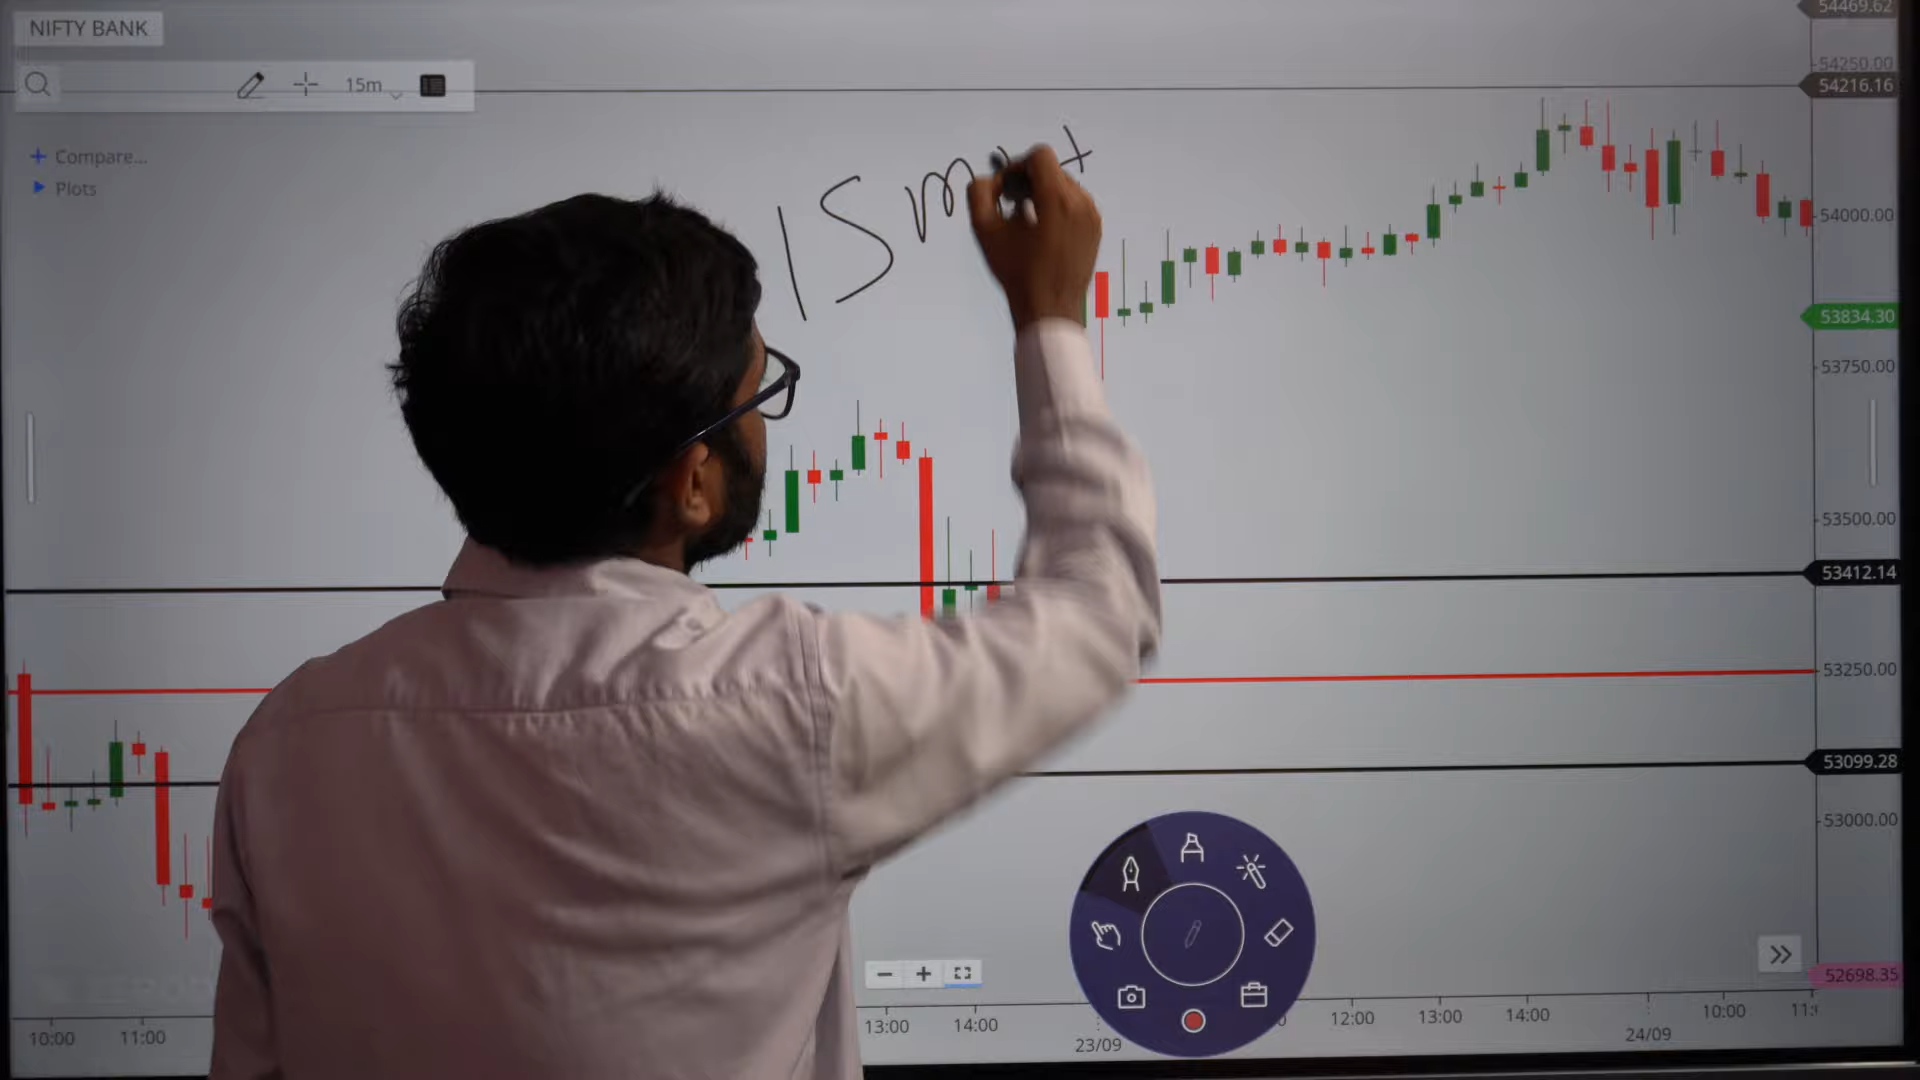 NIFTY BANK
15m
Compare...
Plots
15m
54469.62
54250.00
54216.16
54000.00
53834.30
53750.00
53500.00
53412.14
53250.00
53099.28
53000.00
52698.35
10:00 11:00 13:00 14:00 12:00 13:00 14:00 10:00
23/09 24/09